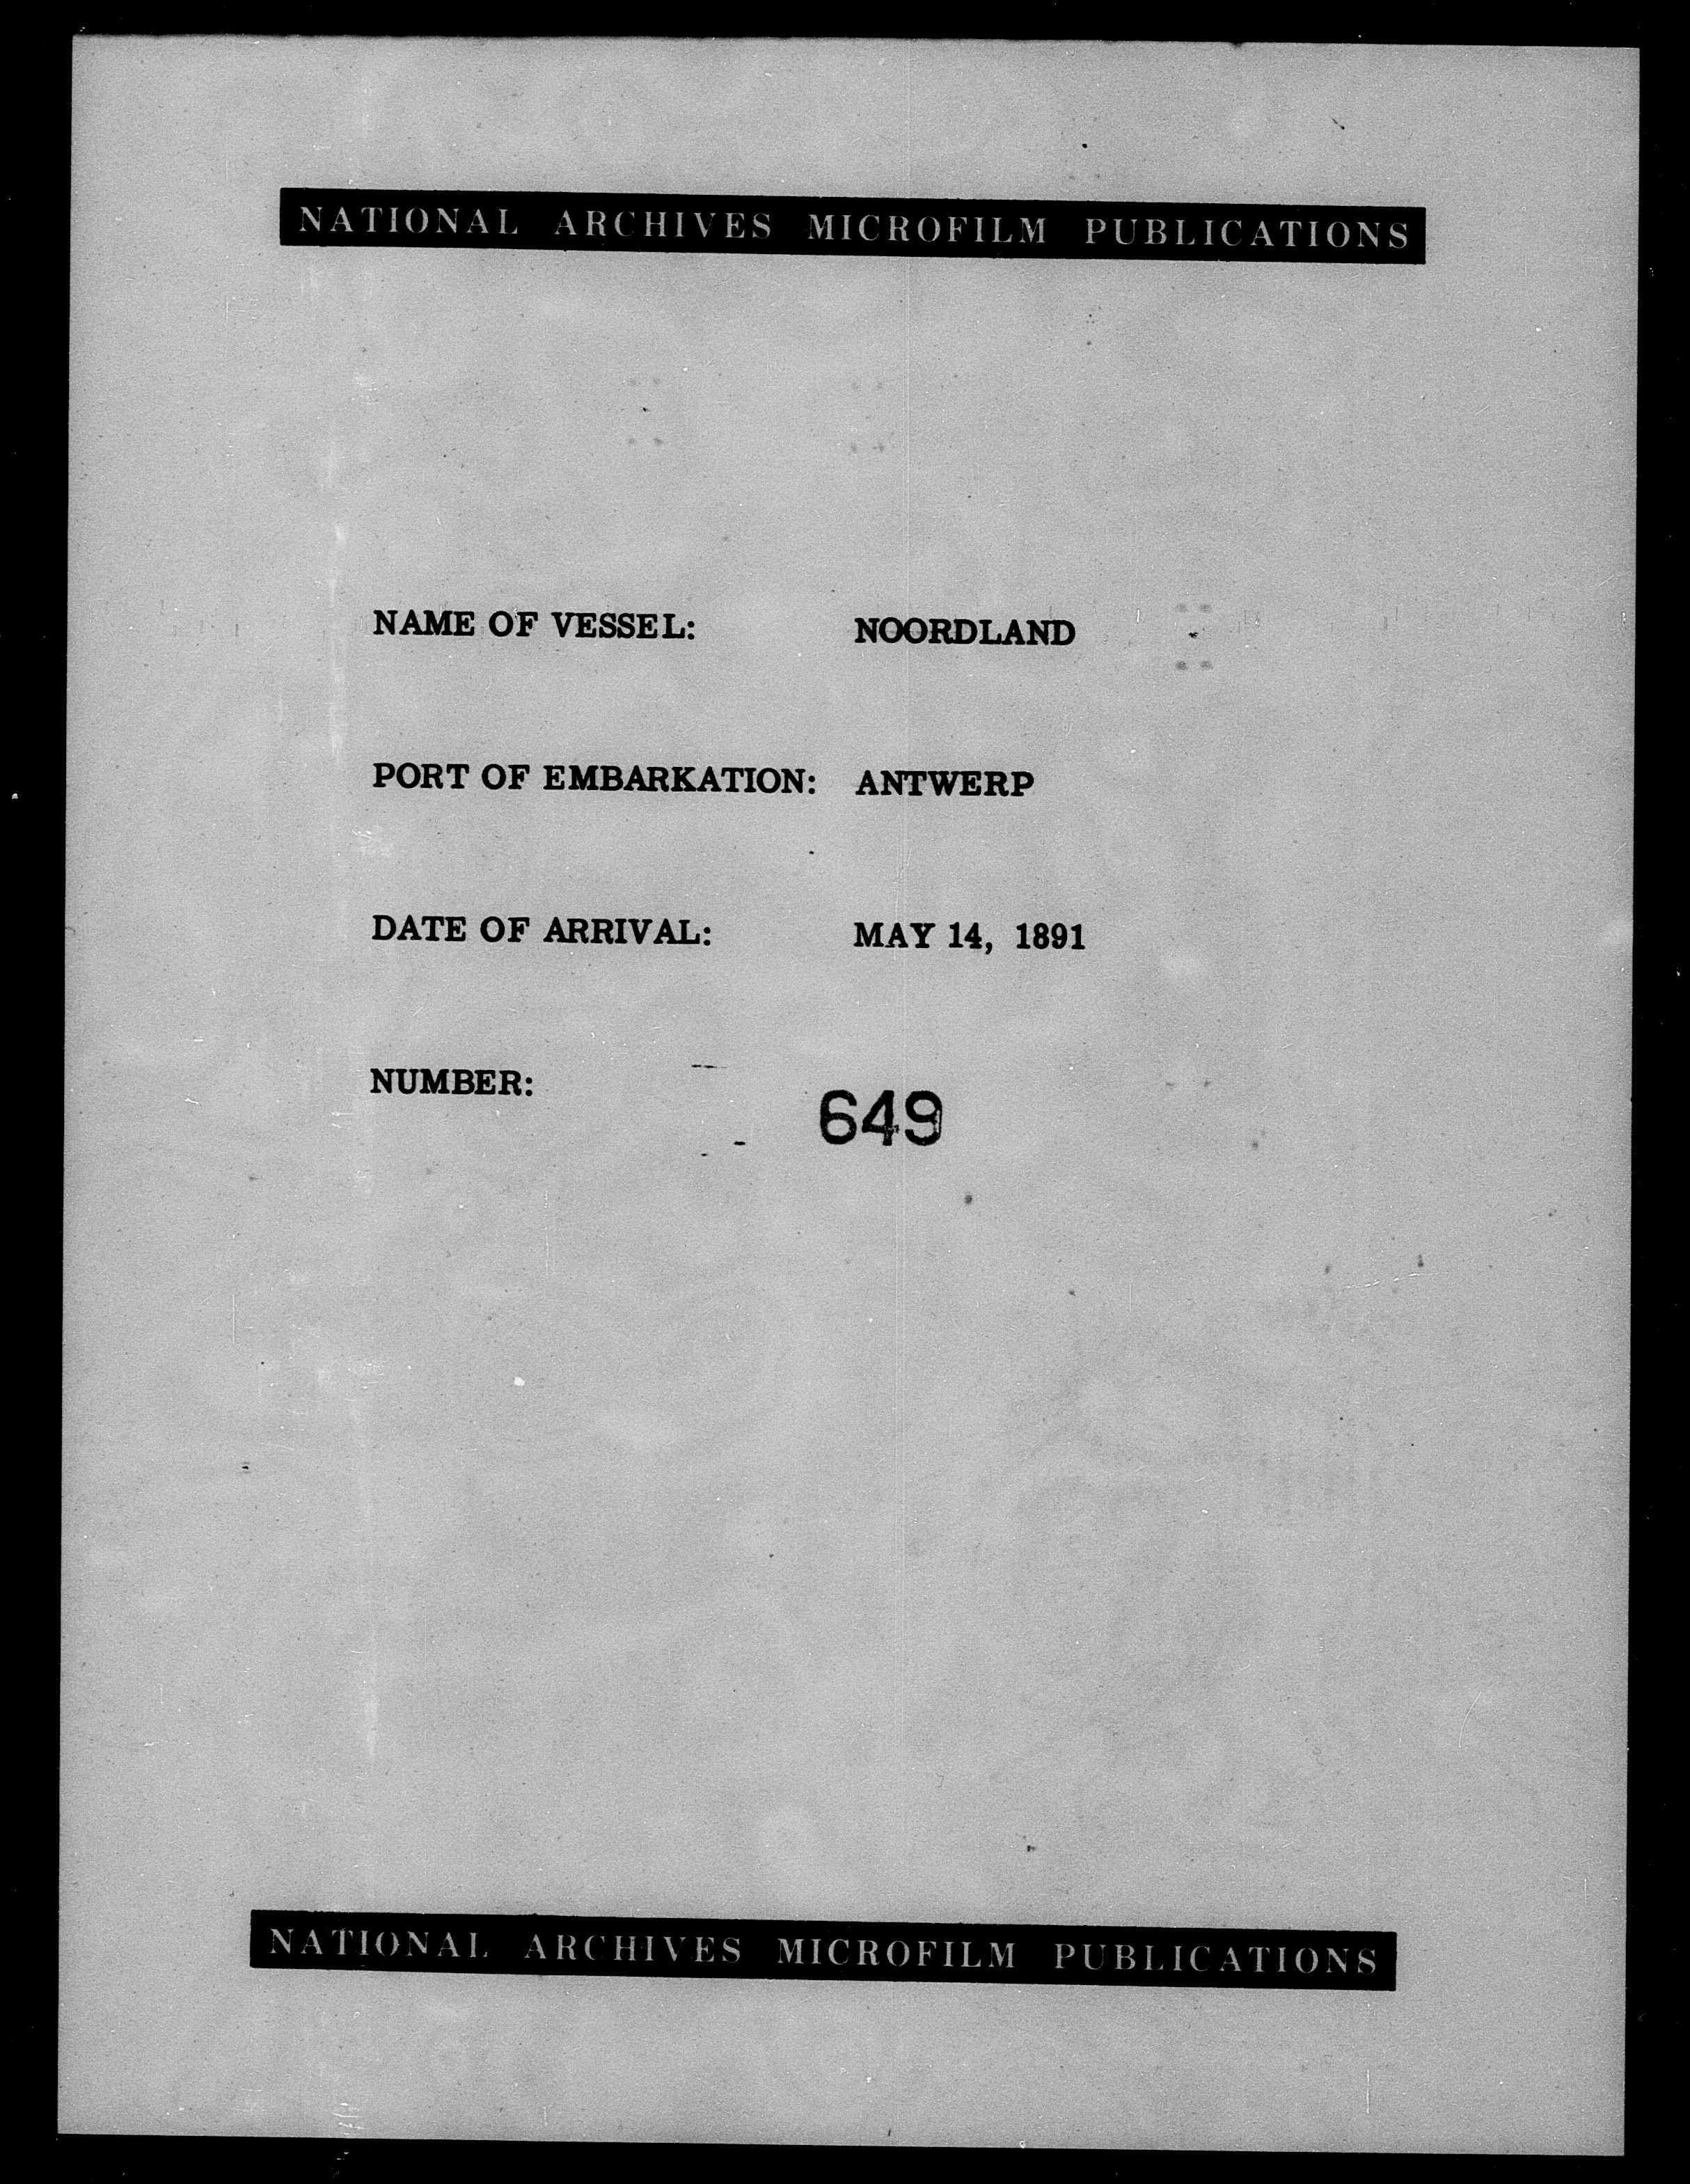 NATIONAL ARCHIVES MICROFILM PUBLICATIONS
NAME OF VESSEL: NOORDLAND
PORT OF EMBARKATION: ANTWERP
DATE OF ARRIVAL: MAY 14, 1891
NUMBER: 649
NATIONAL ARCHIVES MICROFILM PUBLICATIONS